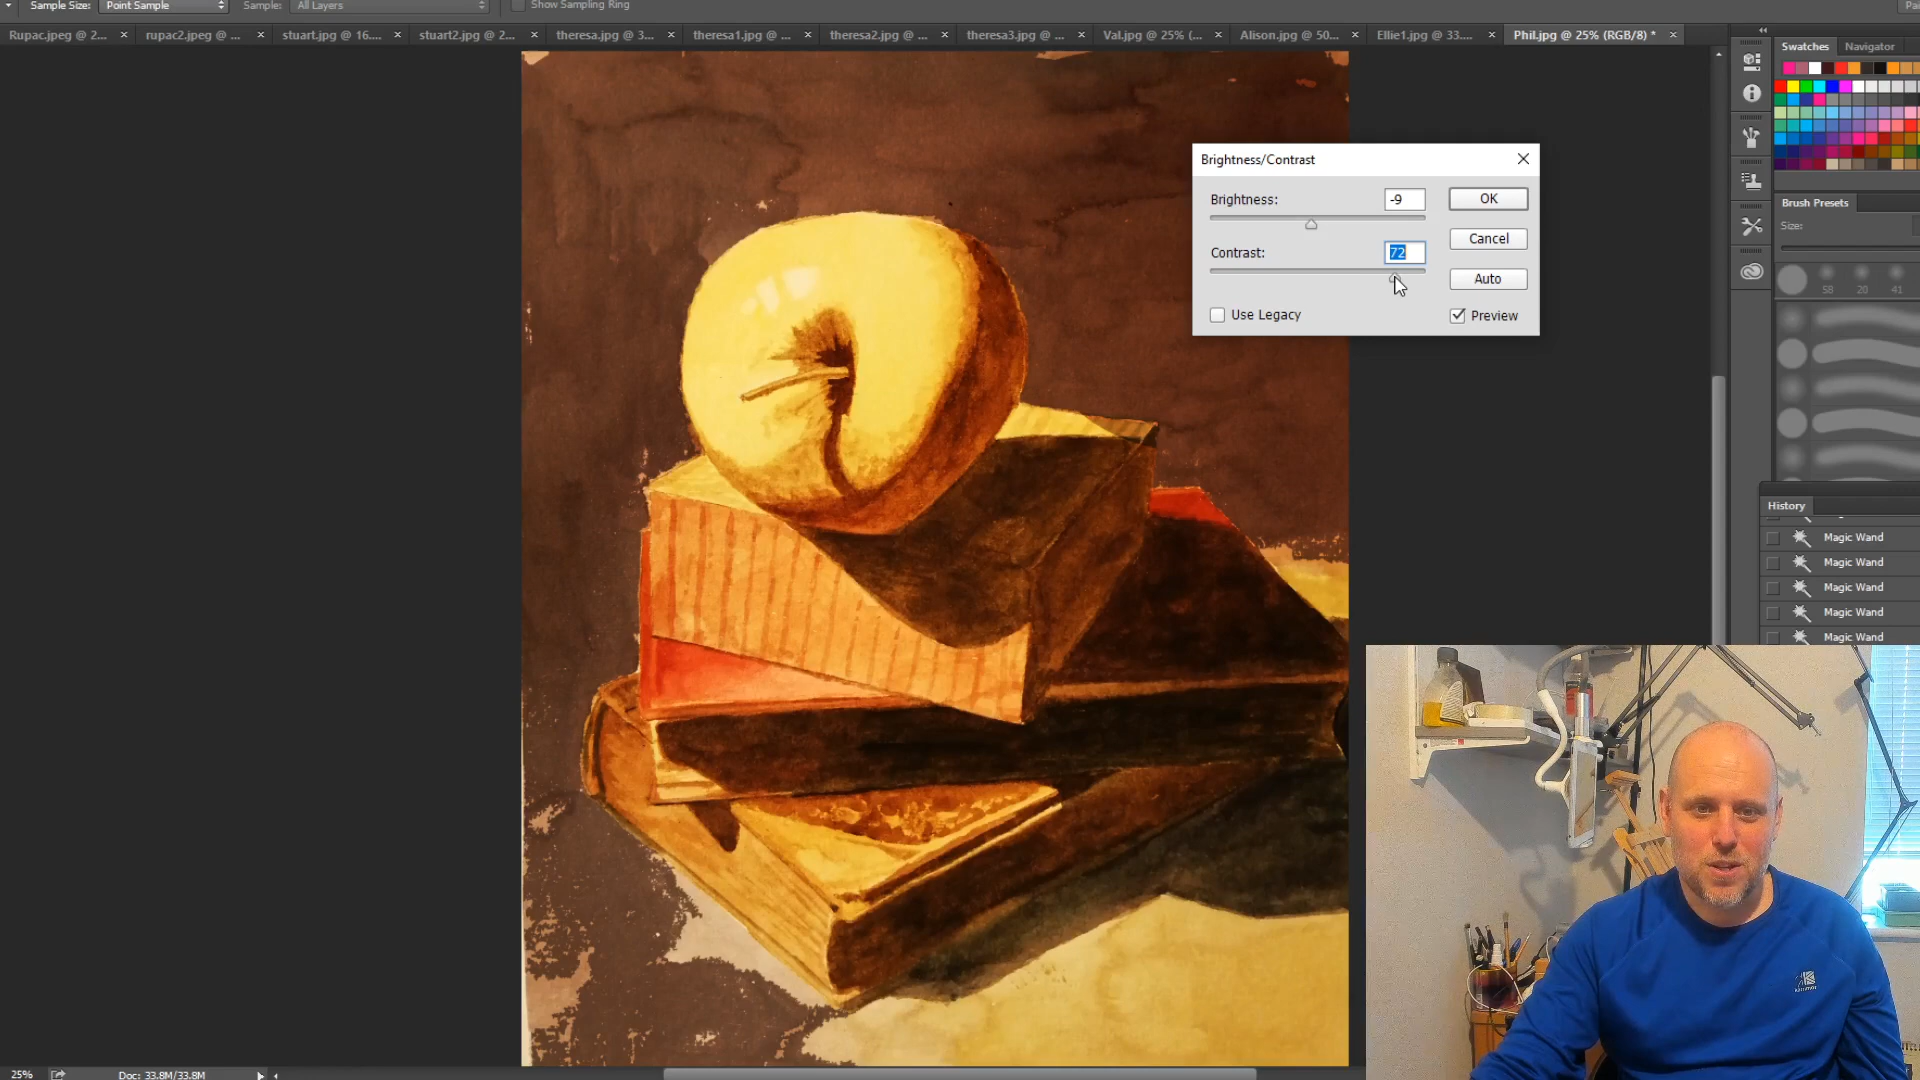 Sample Size: Point Sample Sample: All Layers Show Sampling Ring
Rupac.jpeg @ 2... × rupac2.jpeg @ ... × stuart.jpg @ 16.... × stuart2.jpg @ 2... × theresa.jpg @ 3... × theresa1.jpg @ ... × theresa2.jpg @ ... × theresa3.jpg @ ... × Val.jpg @ 25% (... × Alison.jpg @ 50... × Ellie1.jpg @ 33.... × Phil.jpg @ 25% (RGB/8) * ×
Swatches Navigator
Brightness/Contrast
Brightness: -9 OK
Contrast: 72 Cancel
Auto
Use Legacy Preview
Brush Presets
Size:
58 20 41
History
Magic Wand
Magic Wand
Magic Wand
Magic Wand
Magic Wand
25% Doc: 33.8M/33.8M